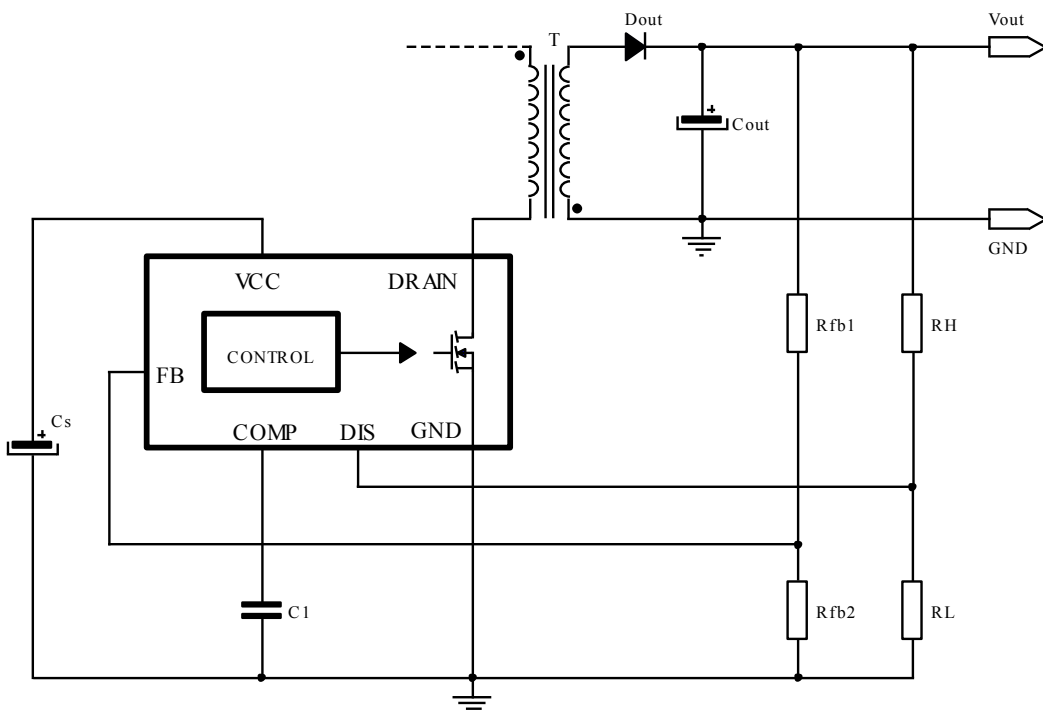 Dout
Vout
T
+
Cout
GND
VCC
DRAIN
Rfb1
RH
CONTROL
FB
Cs
+
COMP
DIS
GND
C1
Rfb2
RL